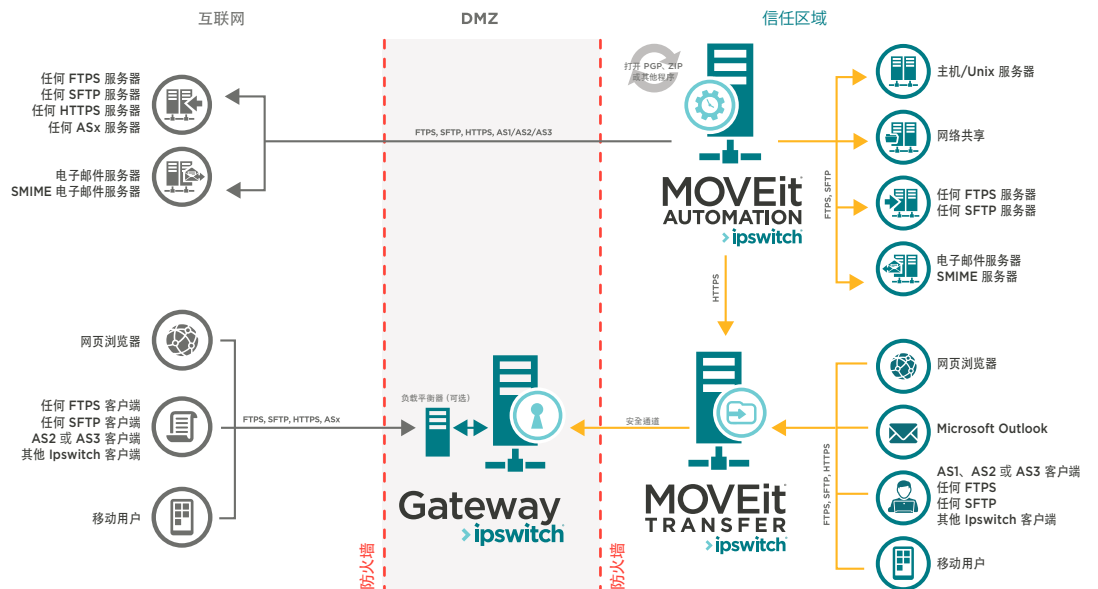 互联网
DMZ
信任区域
任何 FTPS 服务器
任何 SFTP 服务器
任何 HTTPS 服务器
任何 ASx 服务器
电子邮件服务器
SMIME 电子邮件服务器
FTPS, SFTP, HTTPS, AS1/AS2/AS3
打开 PGP、ZIP
或其他程序
MOVEit
AUTOMATION
ipswitch
FTPS, SFTP
主机/Unix 服务器
网络共享
任何 FTPS 服务器
任何 SFTP 服务器
电子邮件服务器
SMIME 服务器
HTTPS
网页浏览器
任何 FTPS 客户端
任何 SFTP 客户端
AS2 或 AS3 客户端
其他 Ipswitch 客户端
移动用户
FTPS, SFTP, HTTPS, ASx
负载平衡器 (可选)
Gateway
ipswitch
安全通道
MOVEit
TRANSFER
ipswitch
FTPS, SFTP, HTTPS
网页浏览器
Microsoft Outlook
AS1、AS2 或 AS3 客户端
任何 FTPS
任何 SFTP
其他 Ipswitch 客户端
移动用户
防火墙
防火墙